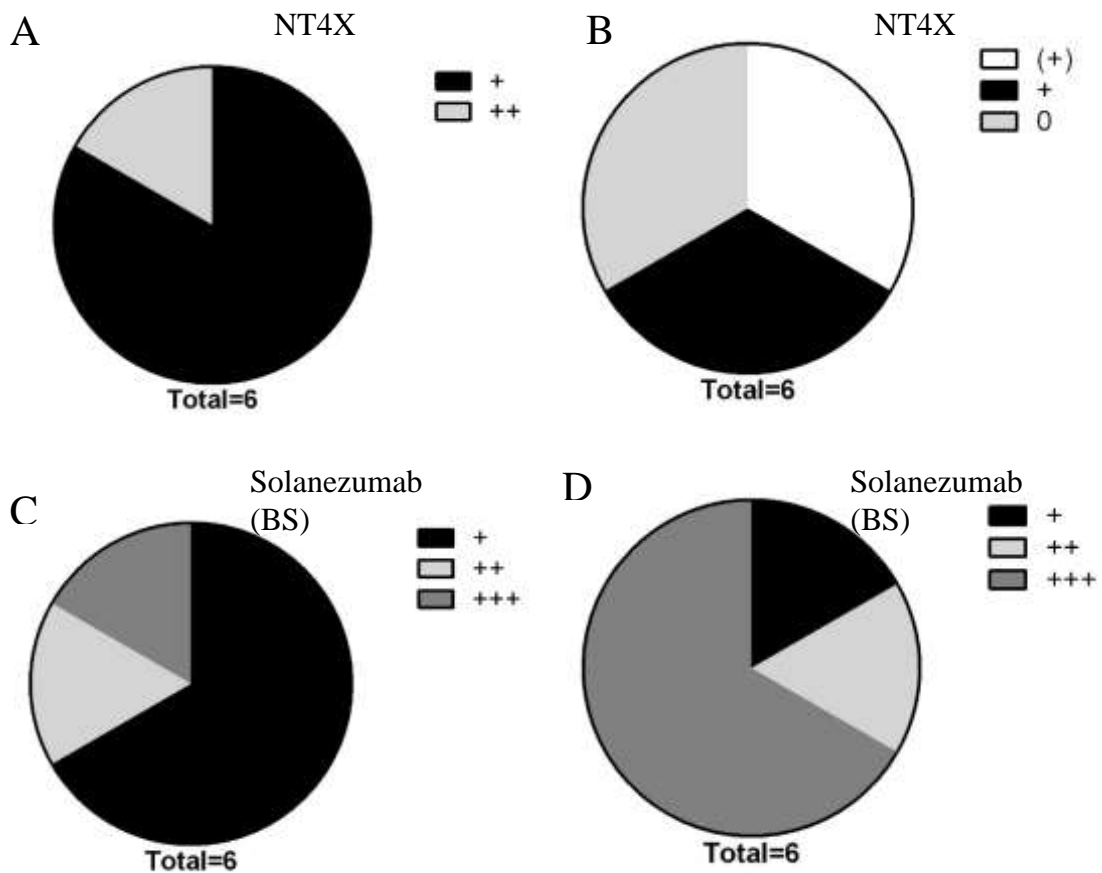 A
NT4X
+
++
Total=6
B
NT4X
(+)
+
0
Total=6
C
Solanezumab
(BS)
+
++
+++
Total=6
D
Solanezumab
(BS)
+
++
+++
Total=6